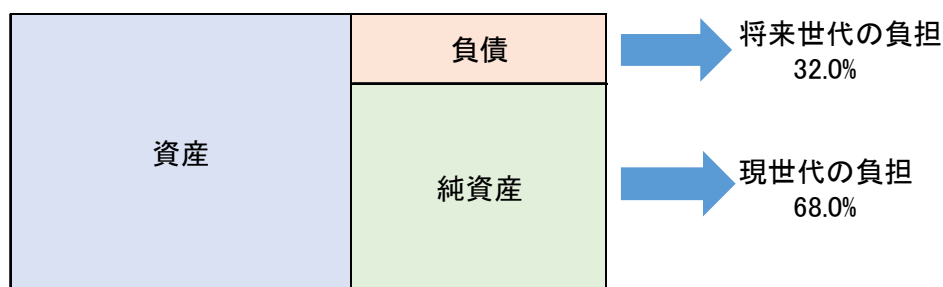 負債
将来世代の負担
32.0%
資産
純資産
現世代の負担
68.0%